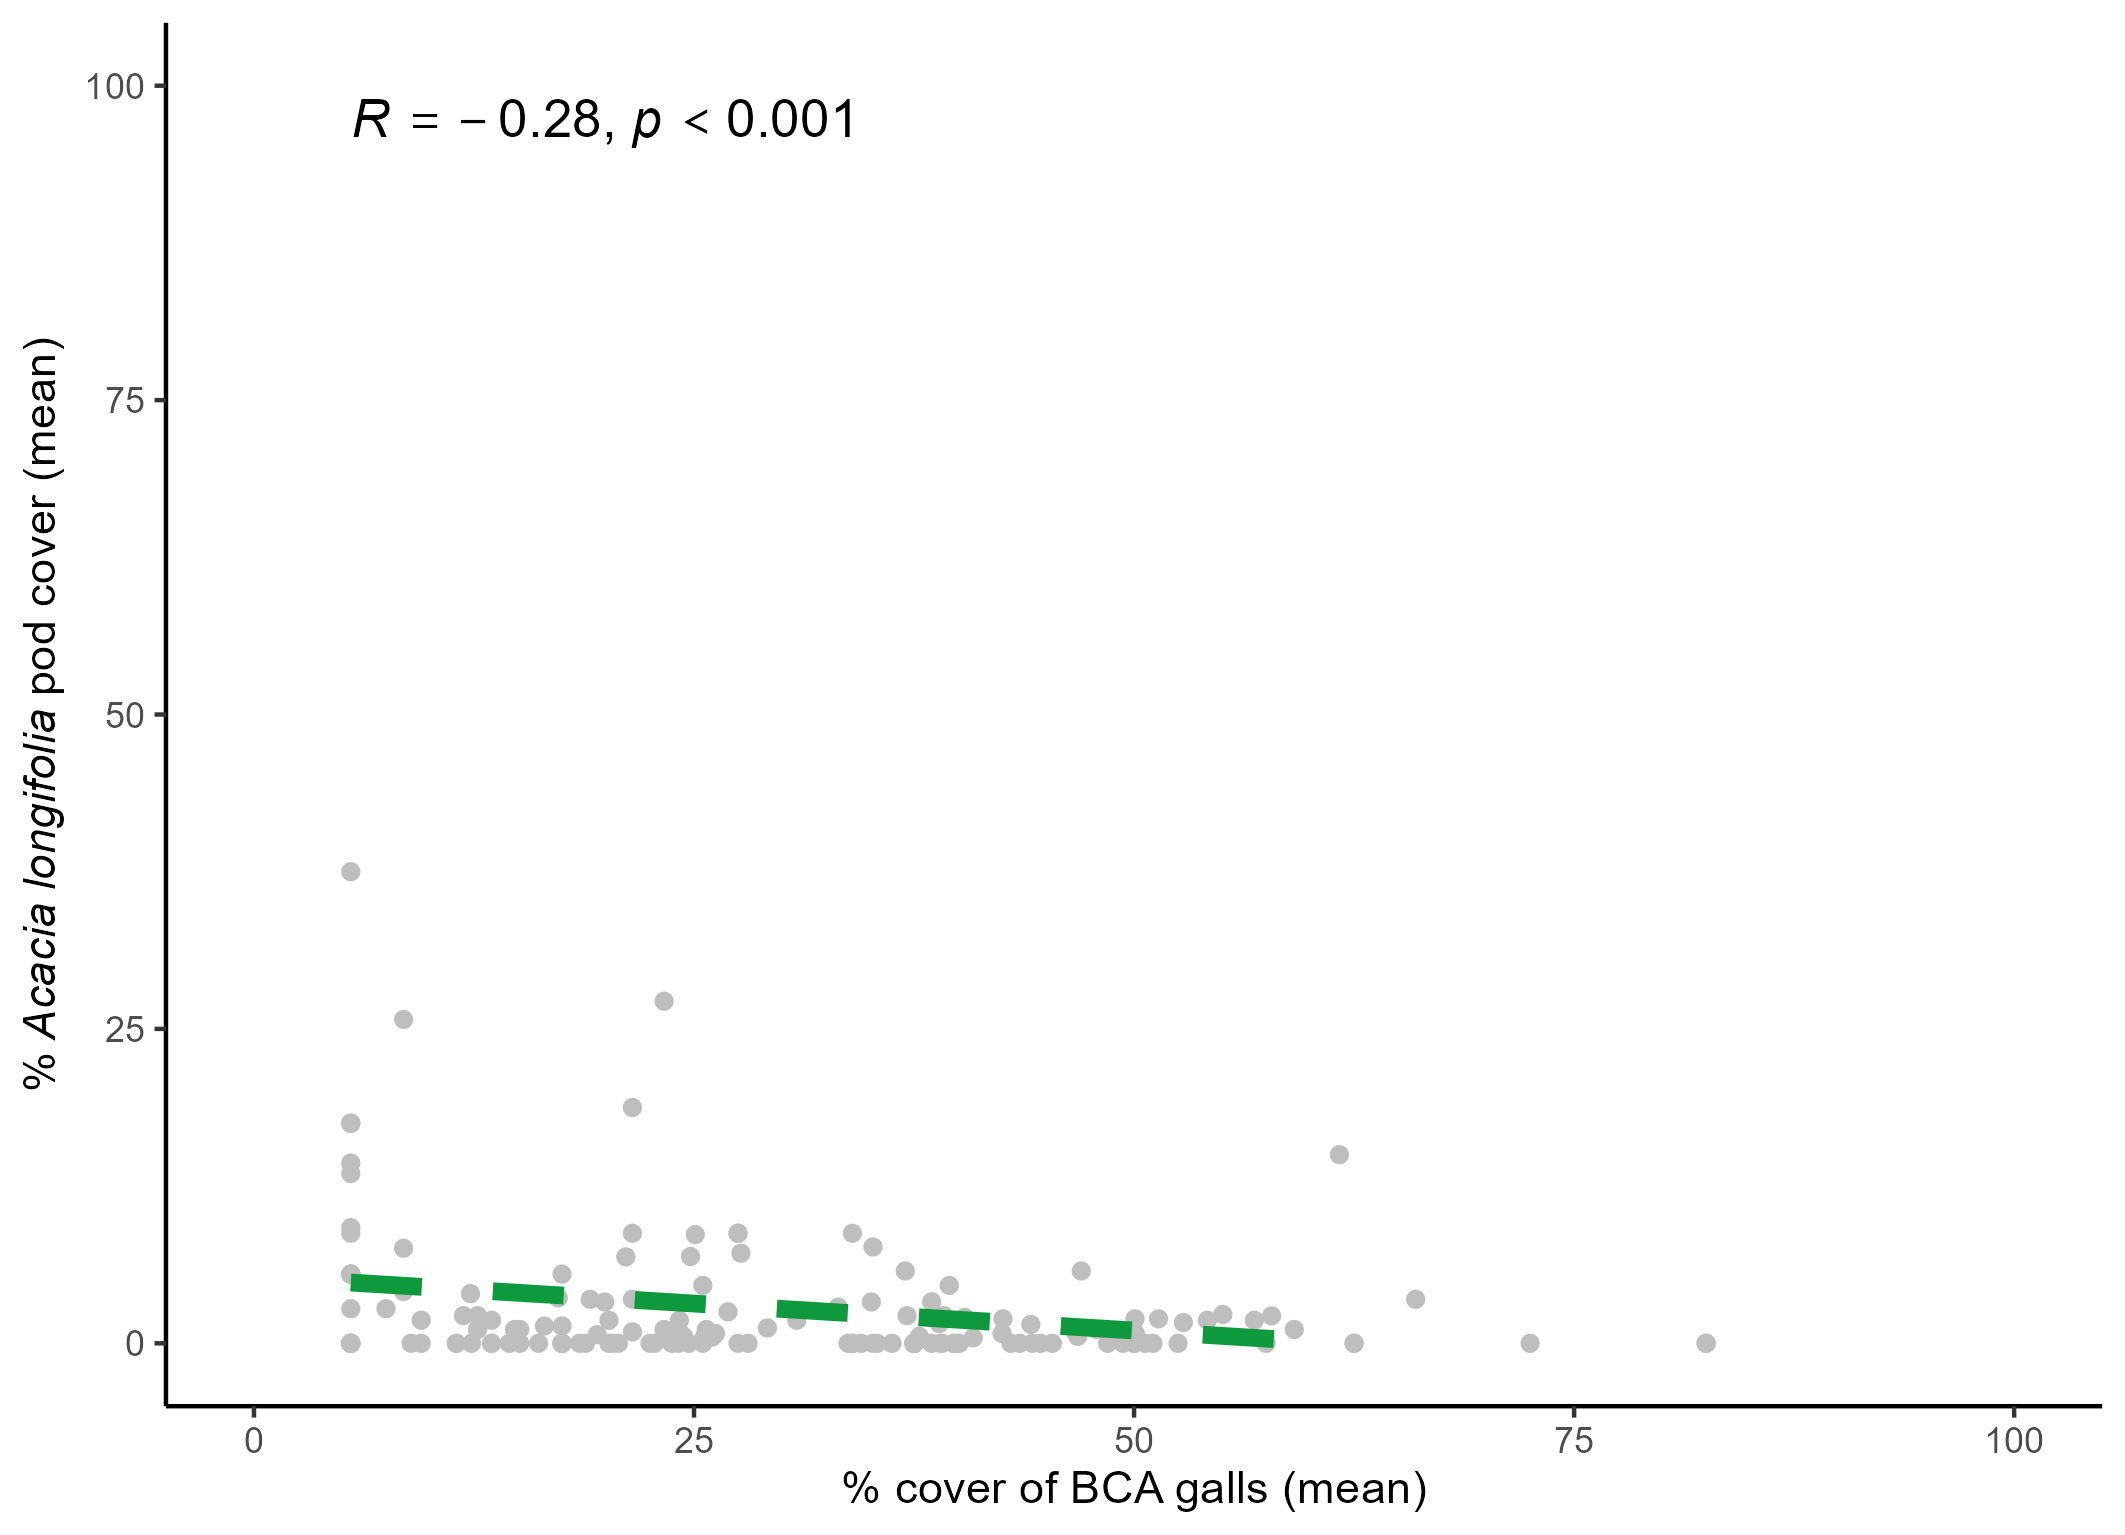 R = − 0.28, p < 0.001
100
75
50
25
0
% Acacia longifolia pod cover (mean)
0 25 50 75 100
% cover of BCA galls (mean)